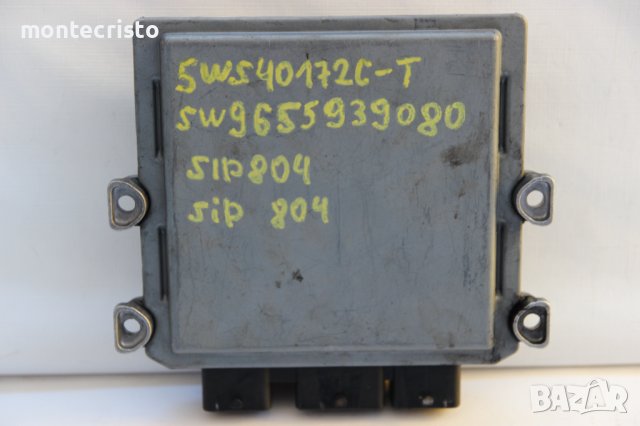 montecristo
5WS40172C-T
SW9655939080
SID804
SiD 804
BAZAR